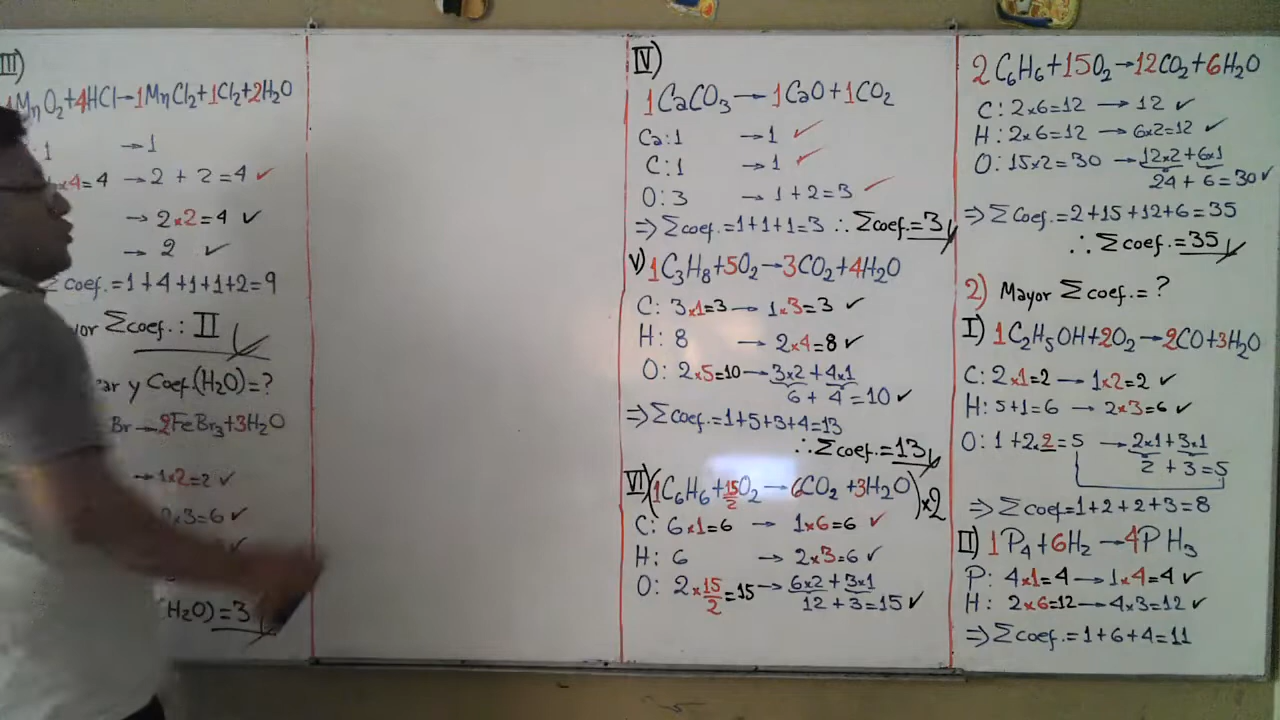 III)
1MnO2+4HCl→1MnCl2+1Cl2+2H2O
:1 →1
1x4=4 →2 + 2=4 ✓
→ 2x2=4 ✓
→ 2 ✓
Σcoef.=1+4+1+1+2=9
Σcoef.: II
y Coef.(H2O)=?
Br→2FeBr3+3H2O
→1x2=2 ✓
x3=6 ✓
(H2O)=3
IV)
1CaCO3→1CaO+1CO2
Ca:1 →1 ✓
C:1 →1 ✓
O:3 →1+2=3 ✓
⇒Σcoef.=1+1+1=3 ∴Σcoef.=3
V) 1C3H8+5O2→3CO2+4H2O
C: 3x1=3→1x3=3 ✓
H: 8 →2x4=8 ✓
O: 2x5=10→3x2+4x1
6+4=10 ✓
⇒Σcoef.=1+5+3+4=13
∴Σcoef.=13
VI)(1C6H6+15/2O2→6CO2+3H2O)x2
C: 6x1=6 → 1x6=6 ✓
H: 6 → 2x3=6 ✓
O: 2x15/2=15→6x2+3x1
12+3=15 ✓
2C6H6+15O2→12CO2+6H2O
C: 2x6=12 → 12 ✓
H: 2x6=12 → 6x2=12 ✓
O: 15x2=30 →12x2+6x1
24+6=30 ✓
⇒ΣCoef.=2+15+12+6=35
∴Σcoef.=35
2) Mayor Σcoef.=?
I) 1C2H5OH+2O2→2CO+3H2O
C: 2x1=2 → 1x2=2 ✓
H: 5+1=6 → 2x3=6 ✓
O: 1+2x2=5 →2x1+3x1
2+3=5
⇒Σcoef=1+2+2+3=8
II) 1P4+6H2→4PH3
P: 4x1=4→1x4=4 ✓
H: 2x6=12→4x3=12 ✓
⇒Σcoef.=1+6+4=11